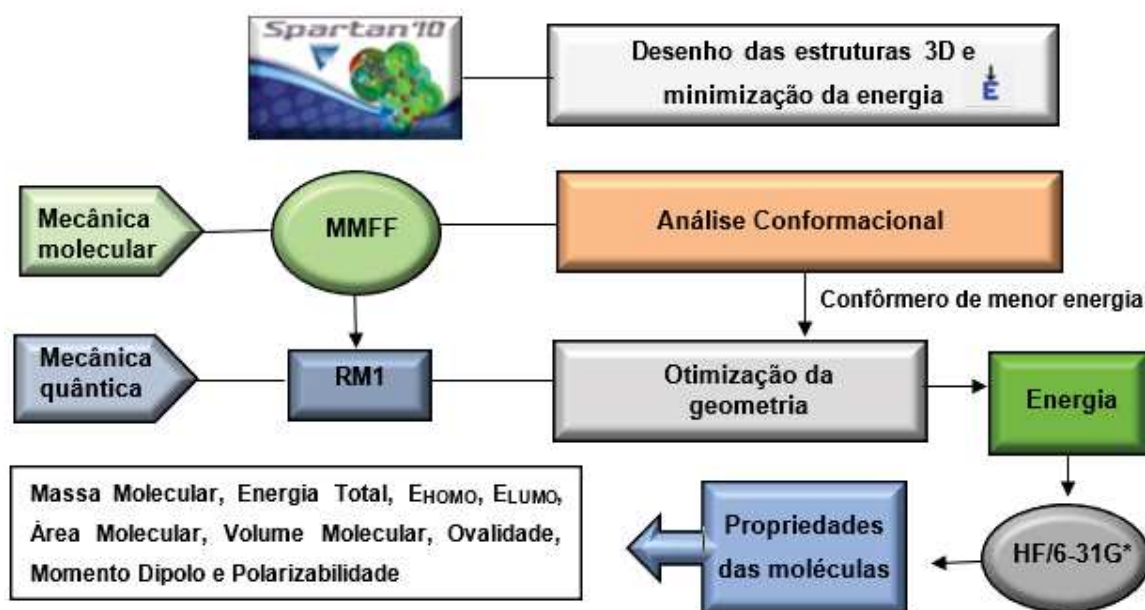 Spartan'10
Desenho das estruturas 3D e
minimização da energia E
Mecânica
molecular
MMFF
Análise Conformacional
Confôrmero de menor energia
Mecânica
quântica
RM1
Otimização da
geometria
Energia
HF/6-31G*
Propriedades
das moléculas
Massa Molecular, Energia Total, EHOMO, ELUMO,
Área Molecular, Volume Molecular, Ovalidade,
Momento Dipolo e Polarizabilidade